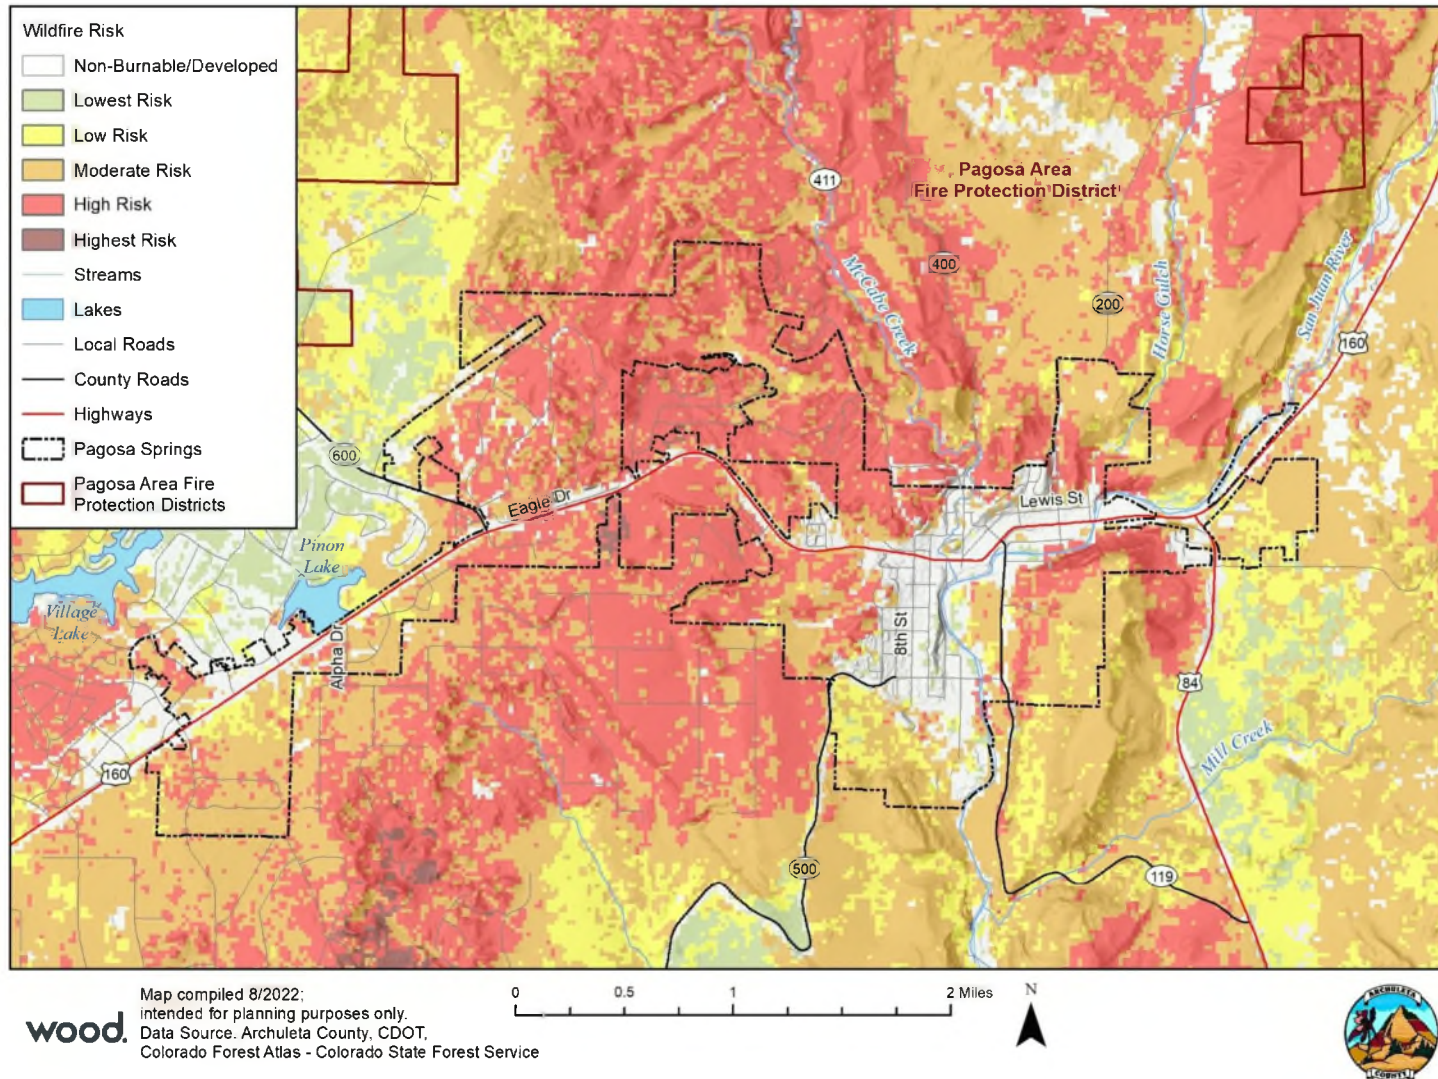 Wildfire Risk
Non-Burnable/Developed
Lowest Risk
Low Risk
Moderate Risk
High Risk
Highest Risk
Streams
Lakes
Local Roads
County Roads
Highways
Pagosa Springs
Pagosa Area Fire
Protection Districts
411
Pagosa Area
Fire Protection District
400
McCabe Creek
200
Horse Gulch
San Juan River
160
600
Eagle Dr
Lewis St
Pinon
Lake
Village
Lake
Alpha Dr
8th St
84
Mill Creek
160
500
119
wood.
Map compiled 8/2022;
intended for planning purposes only.
Data Source. Archuleta County, CDOT,
Colorado Forest Atlas - Colorado State Forest Service
0 0.5 1 2 Miles
N
ARCHULETA
COUNTY